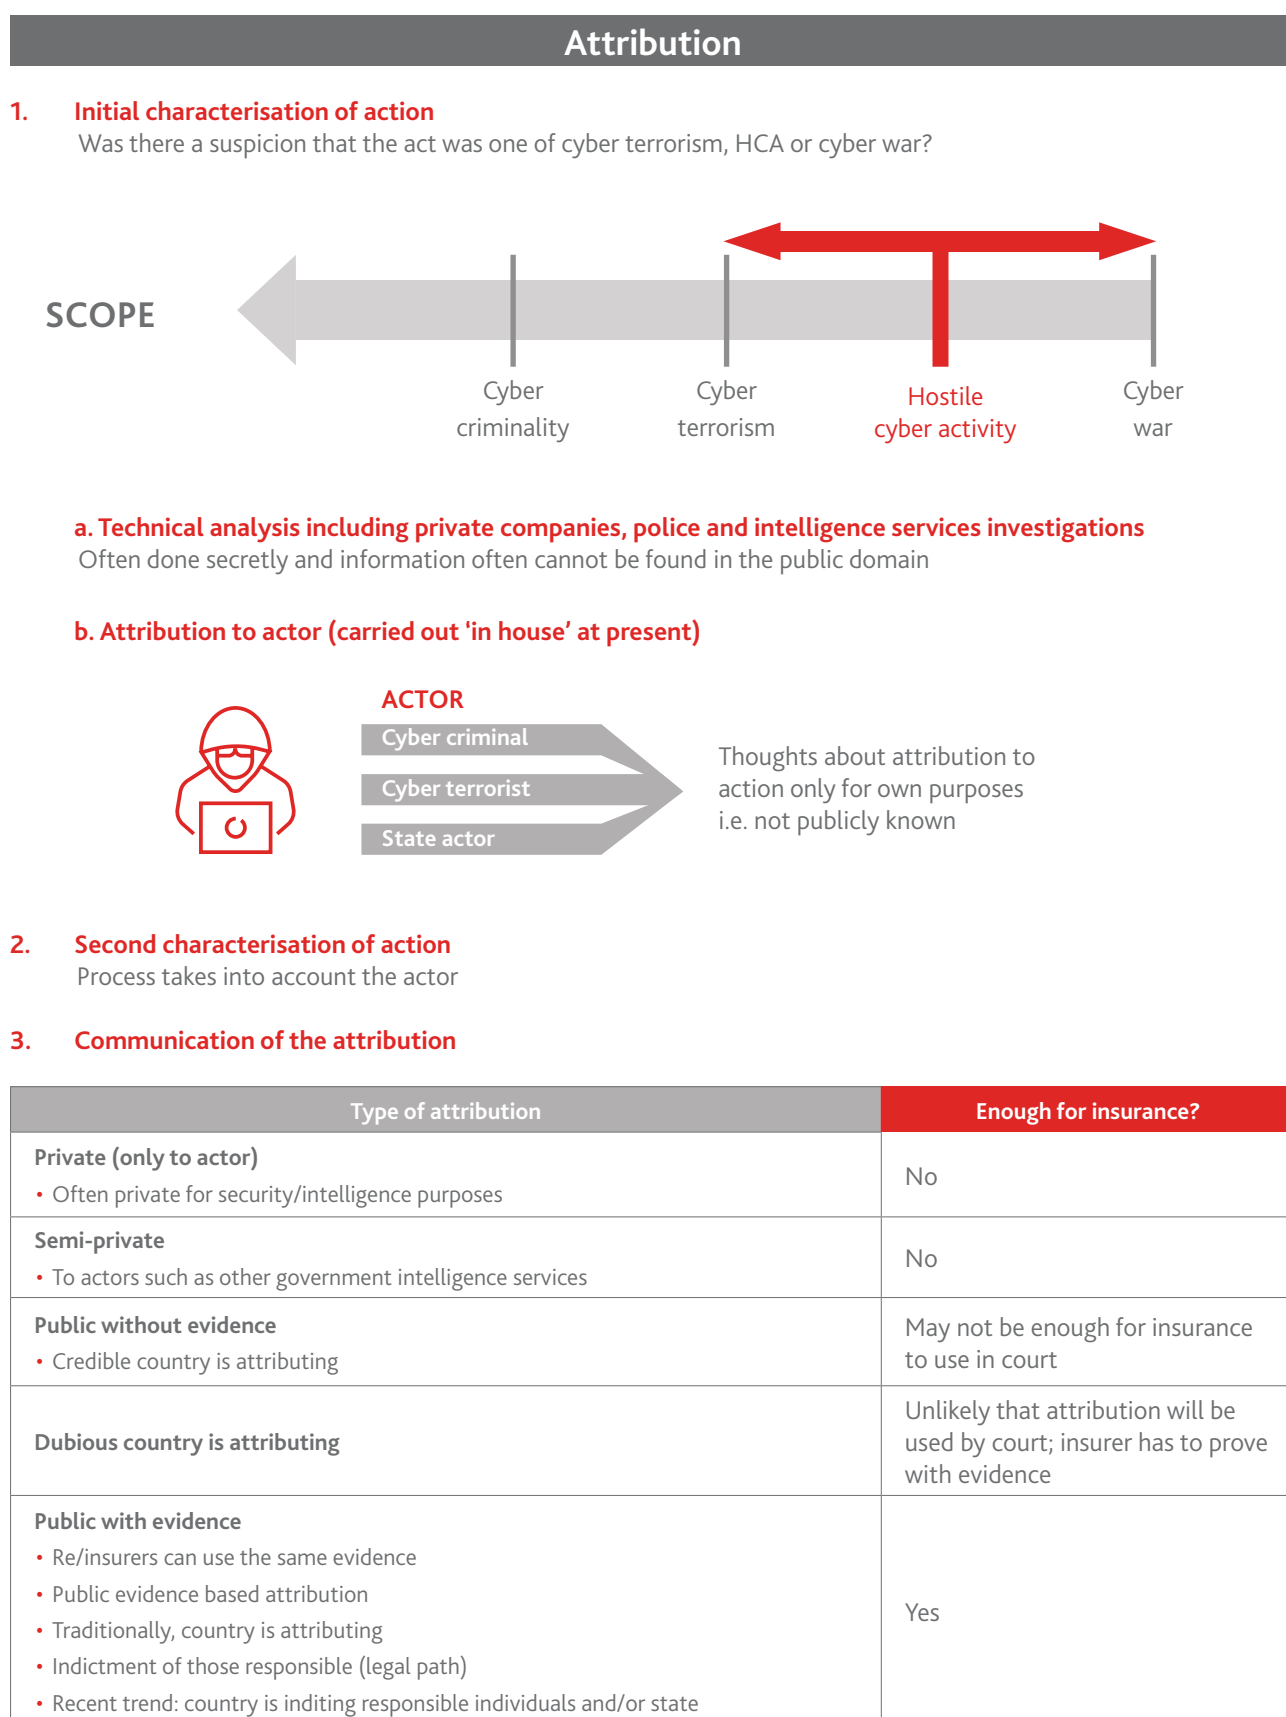 Attribution
1. Initial characterisation of action
Was there a suspicion that the act was one of cyber terrorism, HCA or cyber war?
SCOPE
Cyber
criminality
Cyber
terrorism
Hostile
cyber activity
Cyber
war
a. Technical analysis including private companies, police and intelligence services investigations
Often done secretly and information often cannot be found in the public domain
b. Attribution to actor (carried out ‘in house’ at present)
ACTOR
Cyber criminal
Cyber terrorist
State actor
Thoughts about attribution to
action only for own purposes
i.e. not publicly known
2. Second characterisation of action
Process takes into account the actor
3. Communication of the attribution
Type of attribution
Enough for insurance?
Private (only to actor)
• Often private for security/intelligence purposes
No
Semi-private
• To actors such as other government intelligence services
No
Public without evidence
• Credible country is attributing
May not be enough for insurance
to use in court
Dubious country is attributing
Unlikely that attribution will be
used by court; insurer has to prove
with evidence
Public with evidence
• Re/insurers can use the same evidence
• Public evidence based attribution
• Traditionally, country is attributing
• Indictment of those responsible (legal path)
• Recent trend: country is inditing responsible individuals and/or state
Yes